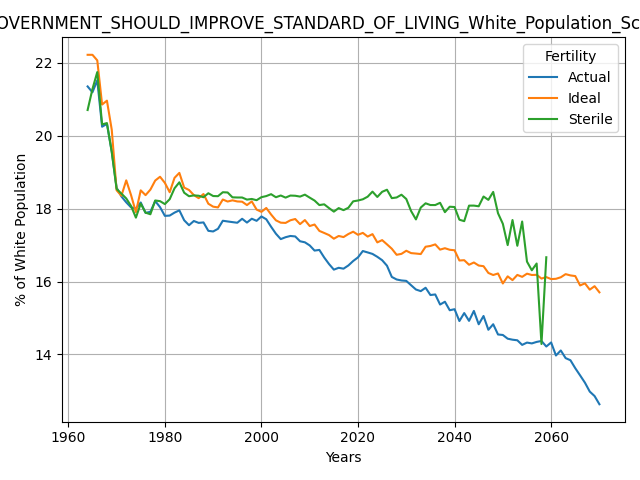 OVERNMENT_SHOULD_IMPROVE_STANDARD_OF_LIVING_White_Population_Sc
Fertility
Actual
Ideal
Sterile
% of White Population
22
20
18
16
14
1960 1980 2000 2020 2040 2060
Years